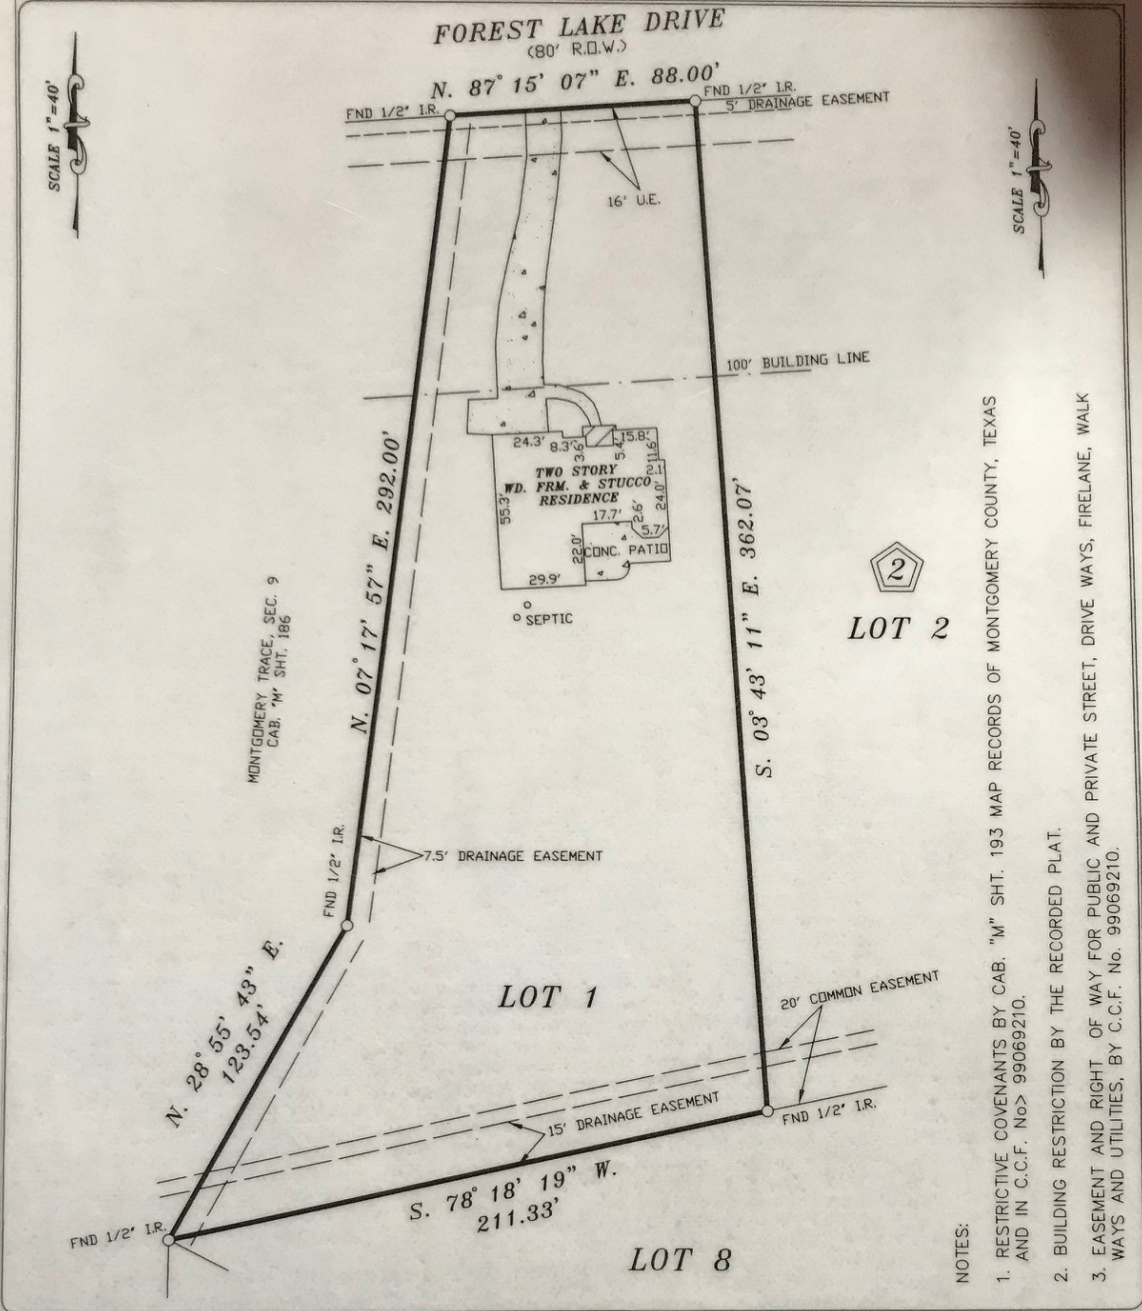 FOREST LAKE DRIVE
(80' R.O.W.)
N. 87° 15' 07" E. 88.00'
FND 1/2" I.R.
FND 1/2" I.R.
5' DRAINAGE EASEMENT
SCALE 1"=40'
SCALE 1"=40'
16' U.E.
100' BUILDING LINE
24.3'
8.3'
3.6'
5.4'
15.8'
11.6'
TWO STORY
WD. FRM. & STUCCO
RESIDENCE
2.1'
24.0'
55.3'
17.7'
2.6'
5.7'
22.0'
CONC. PATIO
29.9'
SEPTIC
N. 07° 17' 57" E. 292.00'
S. 03° 43' 11" E. 362.07'
2
LOT 2
MONTGOMERY TRACE, SEC. 9
CAB. "M" SHT. 186
7.5' DRAINAGE EASEMENT
FND 1/2" I.R.
N. 28° 55' 43" E.
123.54'
LOT 1
20' COMMON EASEMENT
15' DRAINAGE EASEMENT
FND 1/2" I.R.
S. 78° 18' 19" W.
211.33'
FND 1/2" I.R.
LOT 8
NOTES:
1. RESTRICTIVE COVENANTS BY CAB. "M" SHT. 193 MAP RECORDS OF MONTGOMERY COUNTY, TEXAS
AND IN C.C.F. No> 99069210.
2. BUILDING RESTRICTION BY THE RECORDED PLAT.
3. EASEMENT AND RIGHT OF WAY FOR PUBLIC AND PRIVATE STREET, DRIVE WAYS, FIRELANE, WALK
WAYS AND UTILITIES, BY C.C.F. No. 99069210.